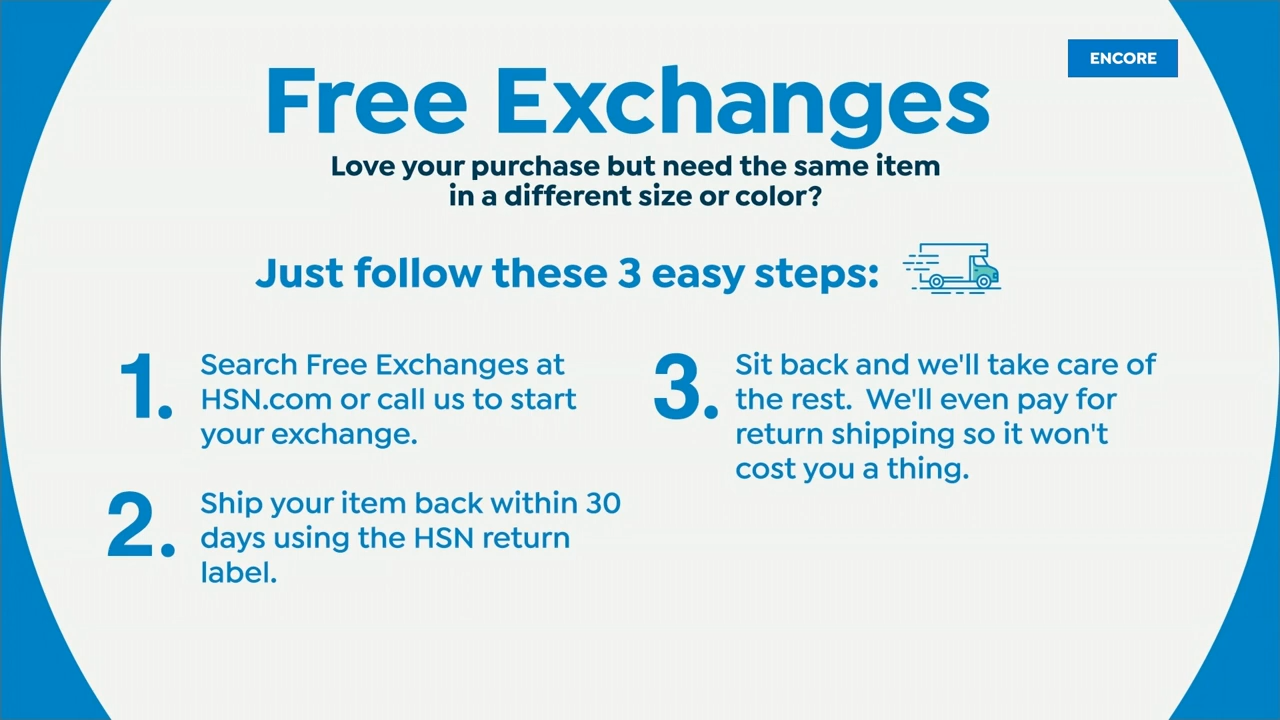 ENCORE
Free Exchanges
Love your purchase but need the same item
in a different size or color?
Just follow these 3 easy steps:
1. Search Free Exchanges at
HSN.com or call us to start
your exchange.
2. Ship your item back within 30
days using the HSN return
label.
3. Sit back and we'll take care of
the rest.  We'll even pay for
return shipping so it won't
cost you a thing.